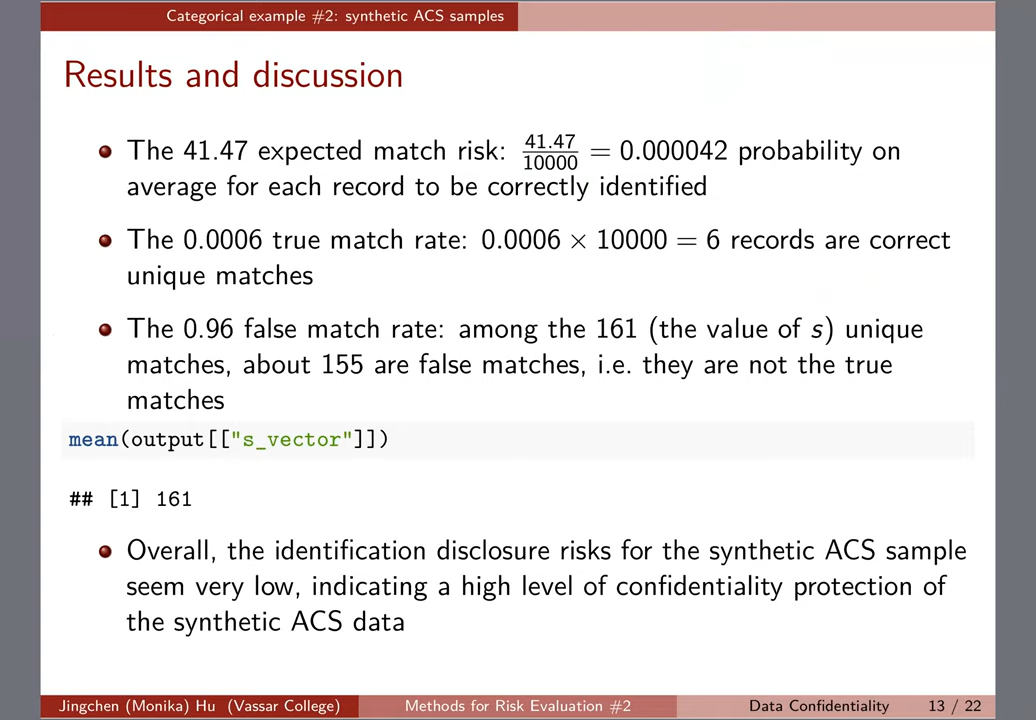 Categorical example #2: synthetic ACS samples
Results and discussion
The 41.47 expected match risk: 41.47/10000 = 0.000042 probability on
average for each record to be correctly identified
The 0.0006 true match rate: 0.0006 × 10000 = 6 records are correct
unique matches
The 0.96 false match rate: among the 161 (the value of s) unique
matches, about 155 are false matches, i.e. they are not the true
matches
mean(output[["s_vector"]])
## [1] 161
Overall, the identification disclosure risks for the synthetic ACS sample
seem very low, indicating a high level of confidentiality protection of
the synthetic ACS data
Jingchen (Monika) Hu (Vassar College) Methods for Risk Evaluation #2 Data Confidentiality 13 / 22